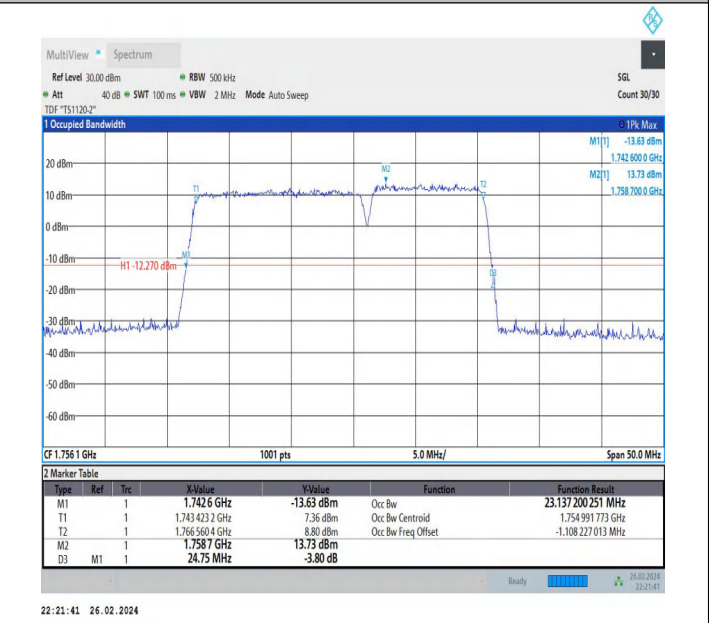 R&S
MultiView Spectrum
Ref Level 30.00 dBm RBW 500 kHz SGL
Att 40 dB SWT 100 ms VBW 2 MHz Mode Auto Sweep Count 30/30
TDF "TS1120-2"
1 Occupied Bandwidth 1Pk Max
M1[1] -13.63 dBm
1.742 600 0 GHz
M2[1] 13.73 dBm
1.758 700 0 GHz
20 dBm
M2
T1 T2
10 dBm
0 dBm
-10 dBm
M1
H1 -12.270 dBm
D3
-20 dBm
-30 dBm
-40 dBm
-50 dBm
-60 dBm
CF 1.756 1 GHz 1001 pts 5.0 MHz/ Span 50.0 MHz
2 Marker Table
Type Ref Trc X-Value Y-Value Function Function Result
M1 1 1.742 6 GHz -13.63 dBm Occ Bw 23.137 200 251 MHz
T1 1 1.743 423 2 GHz 7.36 dBm Occ Bw Centroid 1.754 991 773 GHz
T2 1 1.766 560 4 GHz 8.80 dBm Occ Bw Freq Offset -1.108 227 013 MHz
M2 1 1.758 7 GHz 13.73 dBm
D3 M1 1 24.75 MHz -3.80 dB
Ready 26.02.2024
22:21:41
22:21:41 26.02.2024